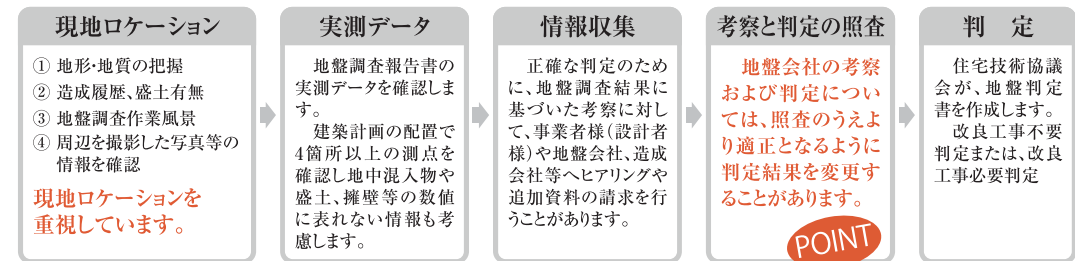 現地ロケーション
① 地形・地質の把握
② 造成履歴、盛土有無
③ 地盤調査作業風景
④ 周辺を撮影した写真等の
情報を確認
現地ロケーションを
重視しています。
実測データ
地盤調査報告書の
実測データを確認しま
す。
建築計画の配置で
4箇所以上の測点を
確認し地中混入物や
盛土、擁壁等の数値
に表れない情報も考
慮します。
情報収集
正確な判定のため
に、地盤調査結果に
基づいた考察に対し
て、事業者様（設計者
様）や地盤会社、造成
会社等へヒアリングや
追加資料の請求を行
うことがあります。
考察と判定の照査
地盤会社の考察
および判定につい
ては、照査のうえよ
り適正となるように
判定結果を変更す
ることがあります。
POINT
判　定
住宅技術協議
会が、地盤判定
書を作成します。
改良工事不要
判定または、改良
工事必要判定